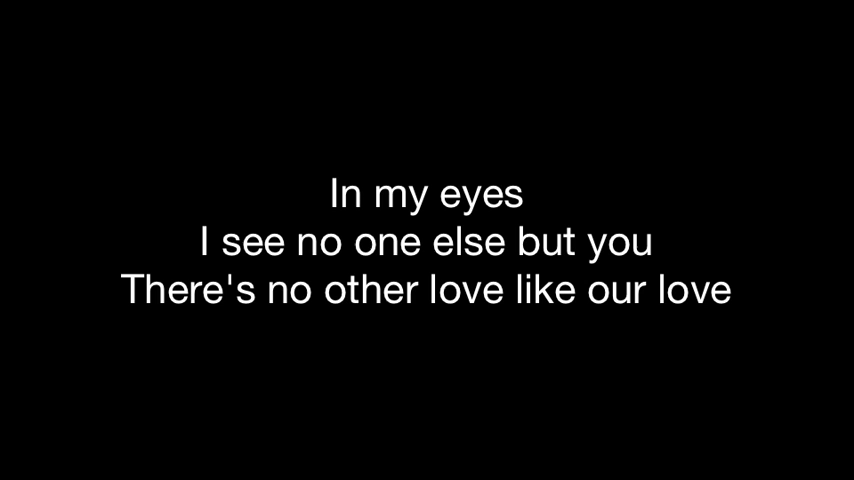 In my eyes
I see no one else but you
There's no other love like our love